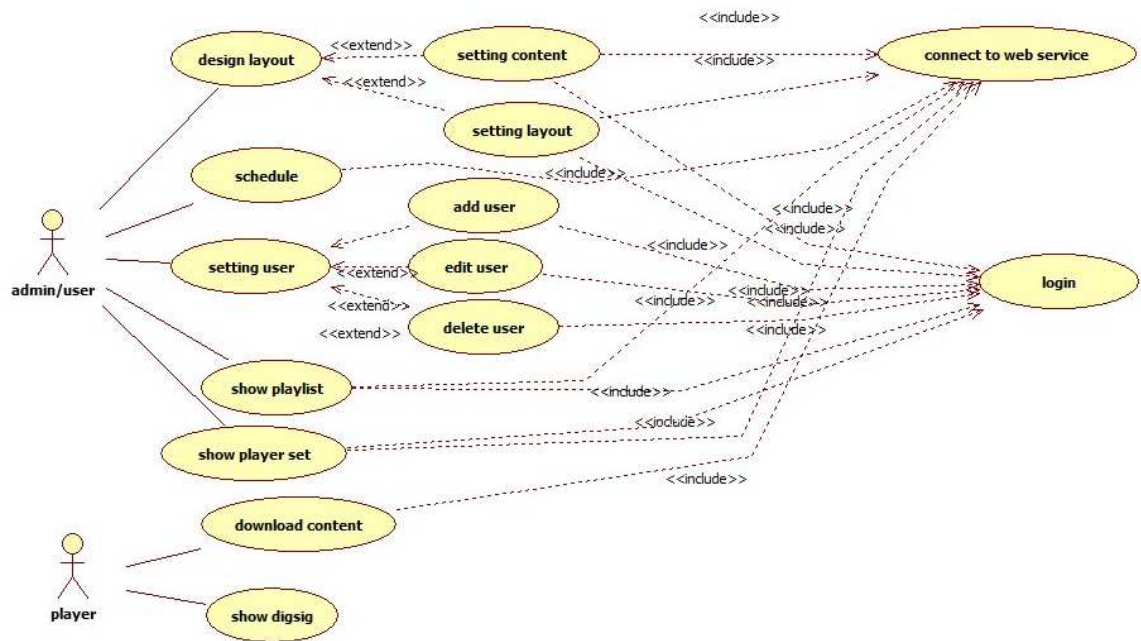 <<include>>
<<extend>>
design layout
setting content
connect to web service
<<include>>
<<extend>>
setting layout
schedule
<<include>>
add user
<<include>>
<<include>>
<<include>>
setting user
<<extend>>
edit user
login
admin/user
<<include>>
<<include>>
<<include>>
<<extend>>
delete user
<<extend>>
<<include>>
show playlist
<<include>>
show player set
<<include>>
<<include>>
download content
player
show digsig